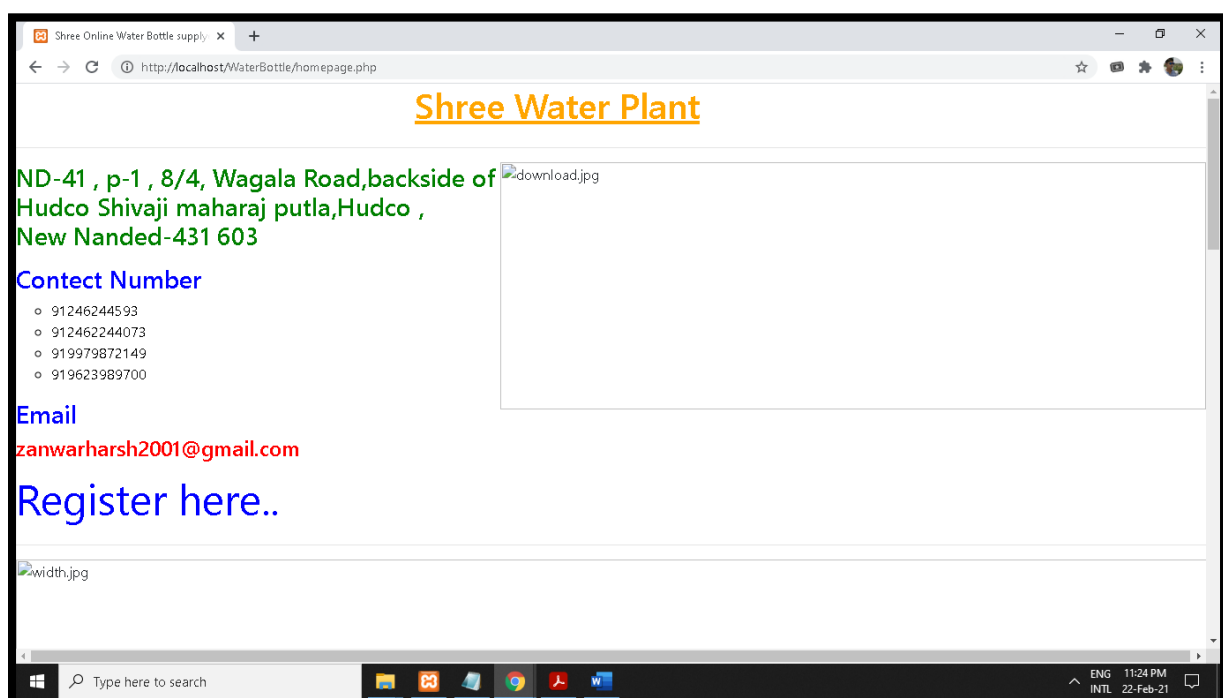 Shree Online Water Bottle supply
http://localhost/WaterBottle/homepage.php
Shree Water Plant
ND-41 , p-1 , 8/4, Wagala Road,backside of
Hudco Shivaji maharaj putla,Hudco ,
New Nanded-431 603
download.jpg
Contect Number
91246244593
912462244073
919979872149
919623989700
Email
zanwarharsh2001@gmail.com
Register here..
width.jpg
Type here to search
ENG 11:24 PM
INTL 22-Feb-21